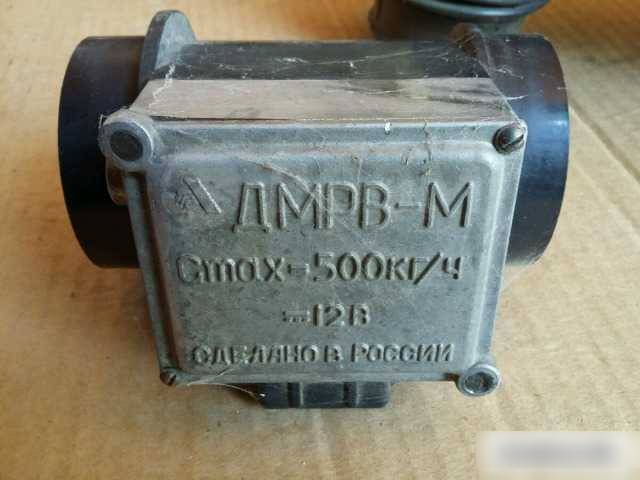 ДМРВ-М
Gmax=500кг/ч
=12В
СДЕЛАНО В РОССИИ